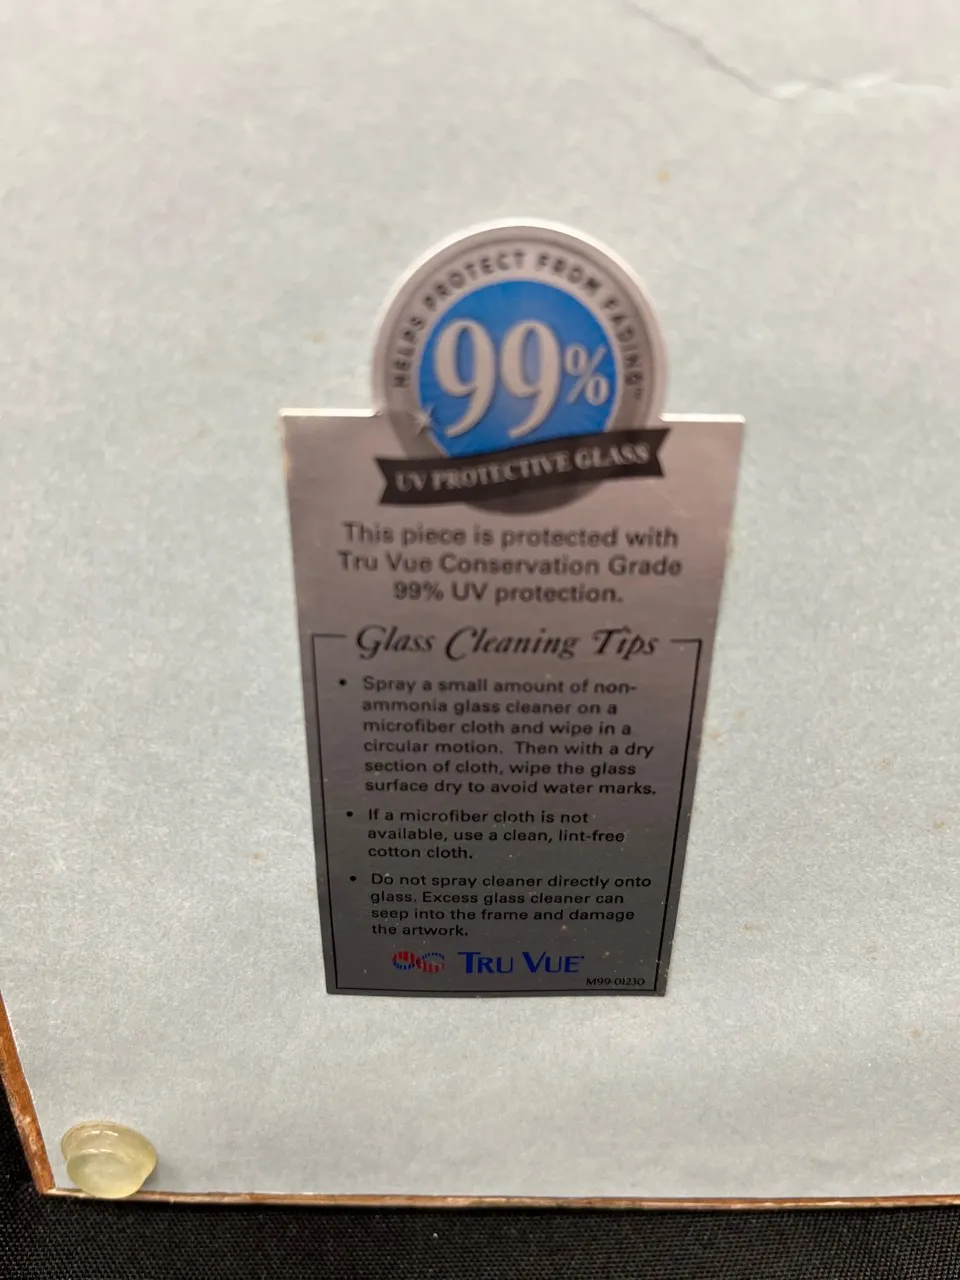 HELPS PROTECT FROM FADING™
99%
UV PROTECTIVE GLASS
This piece is protected with
Tru Vue Conservation Grade
99% UV protection.
Glass Cleaning Tips
• Spray a small amount of non-
ammonia glass cleaner on a
microfiber cloth and wipe in a
circular motion. Then with a dry
section of cloth, wipe the glass
surface dry to avoid water marks.
• If a microfiber cloth is not
available, use a clean, lint-free
cotton cloth.
• Do not spray cleaner directly onto
glass. Excess glass cleaner can
seep into the frame and damage
the artwork.
TRU VUE
M99-01230